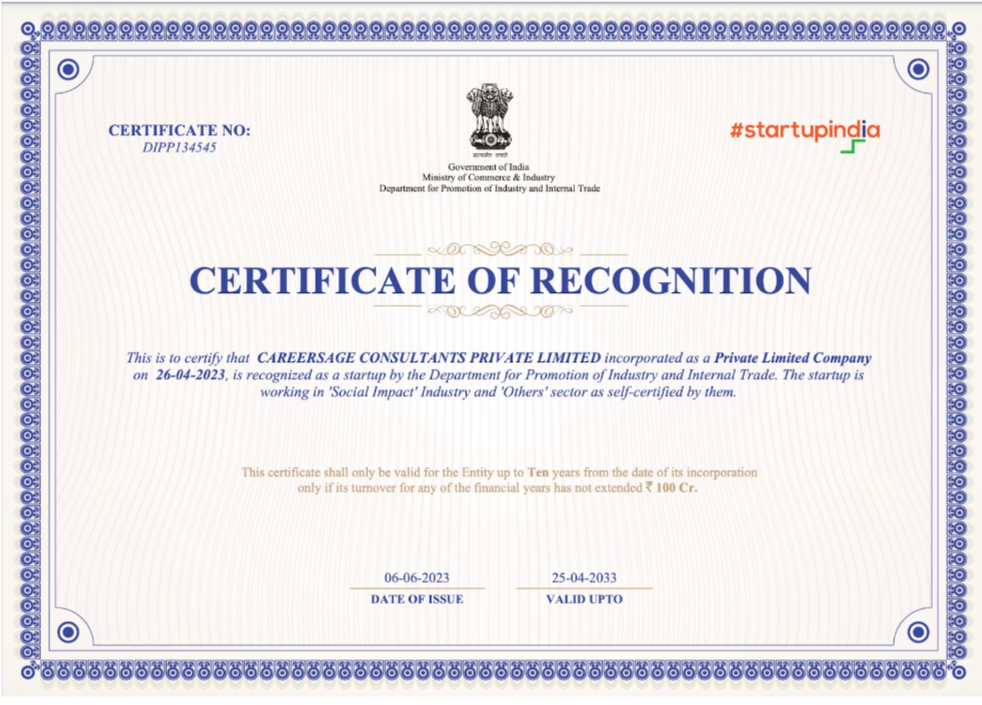 CERTIFICATE NO:
DIPP134545
#startupindia
सत्यमेव जयते
Government of India
Ministry of Commerce & Industry
Department for Promotion of Industry and Internal Trade
CERTIFICATE OF RECOGNITION
This is to certify that CAREERSAGE CONSULTANTS PRIVATE LIMITED incorporated as a Private Limited Company
on 26-04-2023, is recognized as a startup by the Department for Promotion of Industry and Internal Trade. The startup is
working in 'Social Impact' Industry and 'Others' sector as self-certified by them.
This certificate shall only be valid for the Entity up to Ten years from the date of its incorporation
only if its turnover for any of the financial years has not extended ₹ 100 Cr.
06-06-2023
DATE OF ISSUE
25-04-2033
VALID UPTO